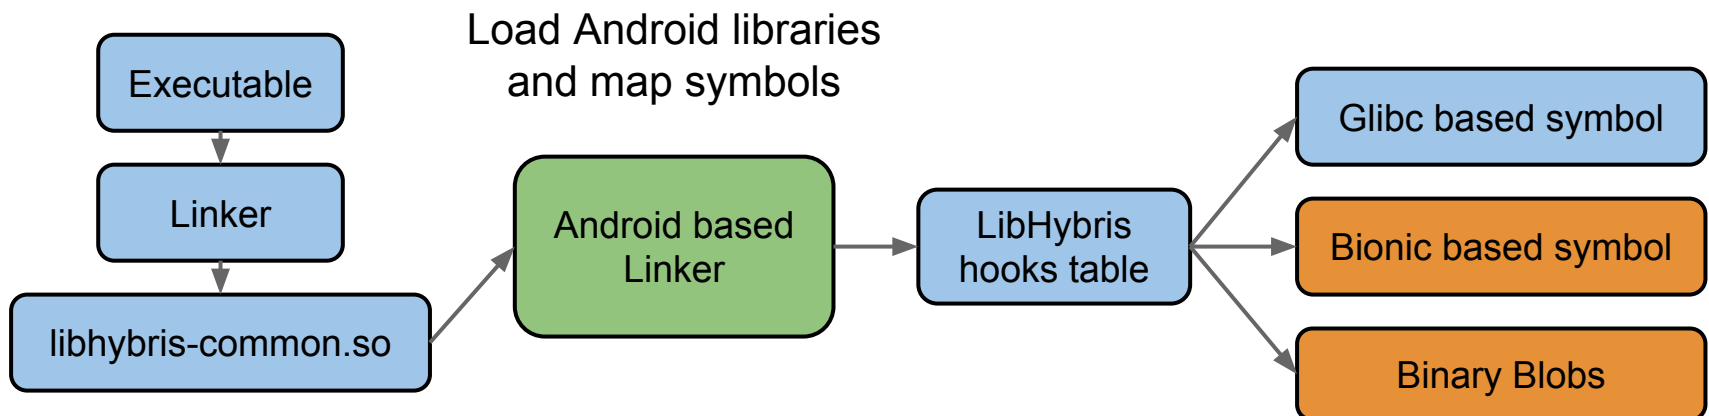 Load Android libraries
and map symbols
Executable
Linker
libhybris-common.so
Android based
Linker
LibHybris
hooks table
Glibc based symbol
Bionic based symbol
Binary Blobs